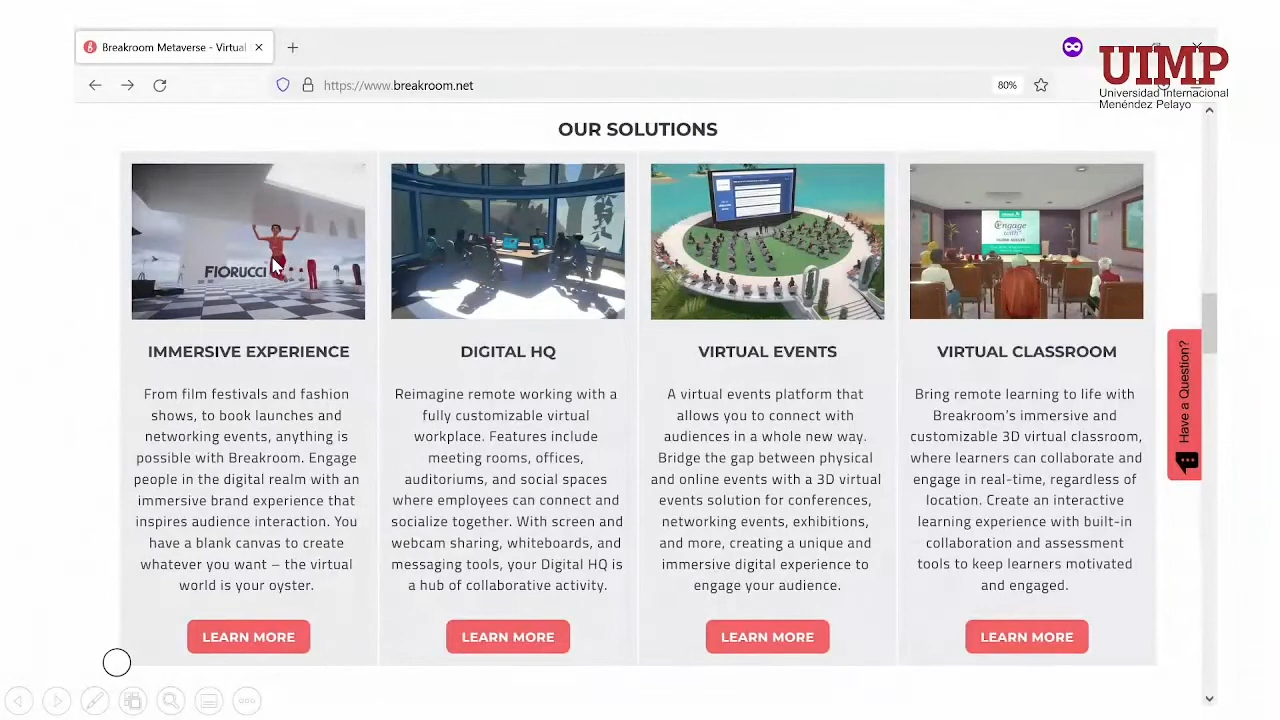 Breakroom Metaverse - Virtual
UIMP
Universidad Internacional
Menéndez Pelayo
https://www.breakroom.net
80%
OUR SOLUTIONS
FIORUCCI
Engage
with
IMMERSIVE EXPERIENCE
From film festivals and fashion
shows, to book launches and
networking events, anything is
possible with Breakroom. Engage
people in the digital realm with an
immersive brand experience that
inspires audience interaction. You
have a blank canvas to create
whatever you want – the virtual
world is your oyster.
LEARN MORE
DIGITAL HQ
Reimagine remote working with a
fully customizable virtual
workplace. Features include
meeting rooms, offices,
auditoriums, and social spaces
where employees can connect and
socialize together. With screen and
webcam sharing, whiteboards, and
messaging tools, your Digital HQ is
a hub of collaborative activity.
LEARN MORE
VIRTUAL EVENTS
A virtual events platform that
allows you to connect with
audiences in a whole new way.
Bridge the gap between physical
and online events with a 3D virtual
events solution for conferences,
networking events, exhibitions,
and more, creating a unique and
immersive digital experience to
engage your audience.
LEARN MORE
VIRTUAL CLASSROOM
Bring remote learning to life with
Breakroom's immersive and
customizable 3D virtual classroom,
where learners can collaborate and
engage in real-time, regardless of
location. Create an interactive
learning experience with built-in
collaboration and assessment
tools to keep learners motivated
and engaged.
LEARN MORE
Have a Question?